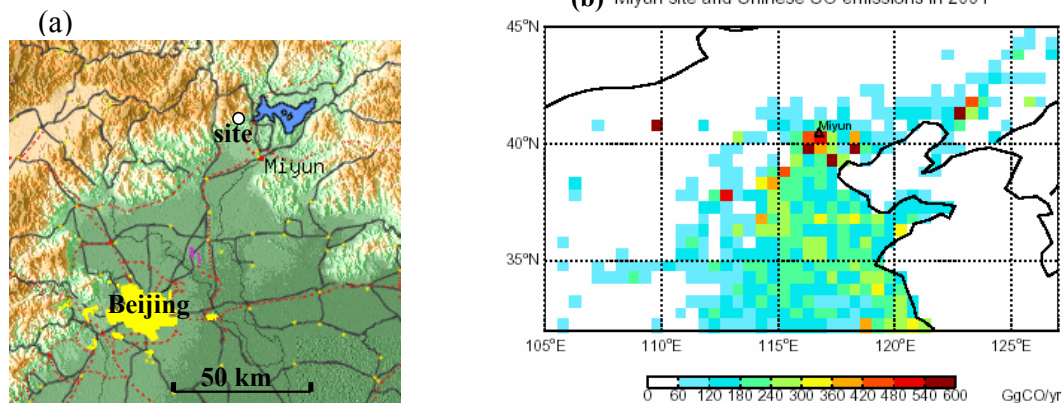 (a)
site
Miyun
Beijing
50 km
(b) Miyun site and Chinese CO emissions in 2001
45°N
Miyun
40°N
35°N
105°E 110°E 115°E 120°E 125°E
0 60 120 180 240 300 360 420 480 540 600 GgCO/yr